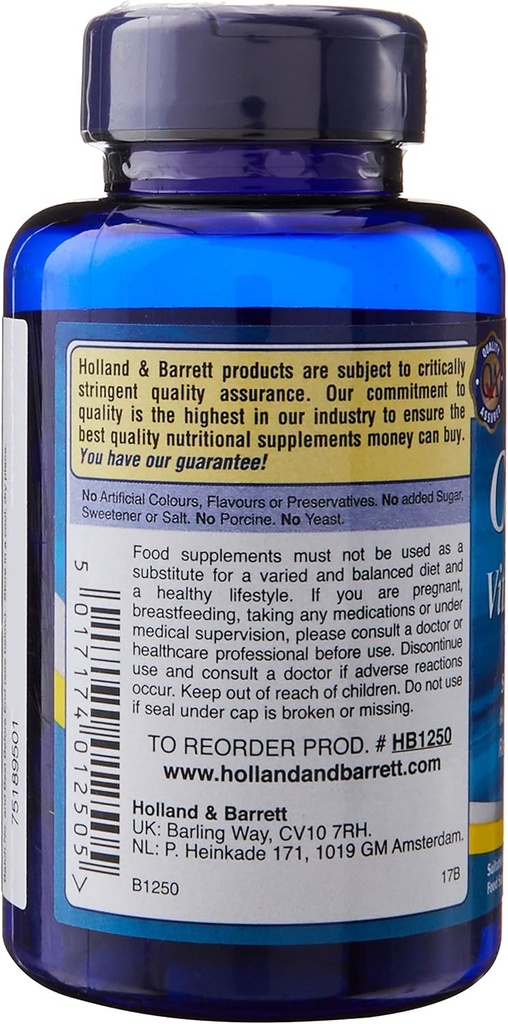 Holland & Barrett products are subject to critically
stringent quality assurance. Our commitment to
quality is the highest in our industry to ensure the
best quality nutritional supplements money can buy.
You have our guarantee!
QUALITY
QA
ASSURED
No Artificial Colours, Flavours or Preservatives. No added Sugar,
Sweetener or Salt. No Porcine. No Yeast.
Food supplements must not be used as a
substitute for a varied and balanced diet and
a healthy lifestyle. If you are pregnant,
breastfeeding, taking any medications or under
medical supervision, please consult a doctor or
healthcare professional before use. Discontinue
use and consult a doctor if adverse reactions
occur. Keep out of reach of children. Do not use
if seal under cap is broken or missing.
TO REORDER PROD. # HB1250
www.hollandandbarrett.com
Holland & Barrett
UK: Barling Way, CV10 7RH.
NL: P. Heinkade 171, 1019 GM Amsterdam.
B1250
17B
5 017174 012505 >
75189501